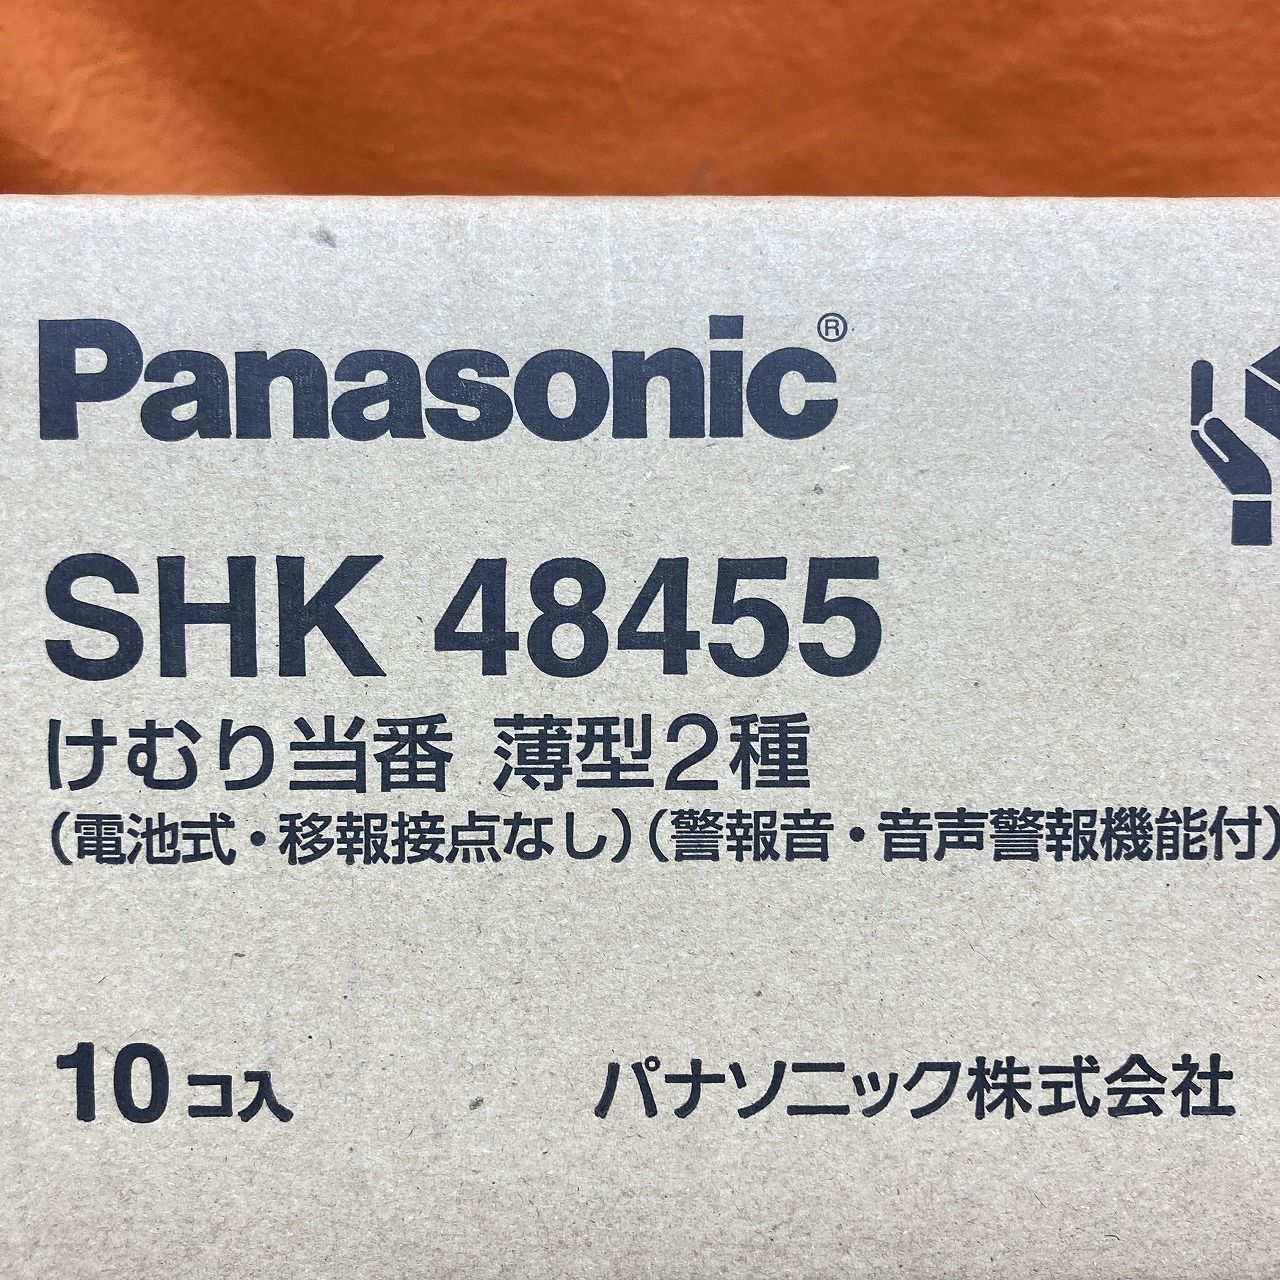 Panasonic®
SHK 48455
けむり当番 薄型2種
(電池式・移報接点なし)(警報音・音声警報機能付)
10コ入
パナソニック株式会社